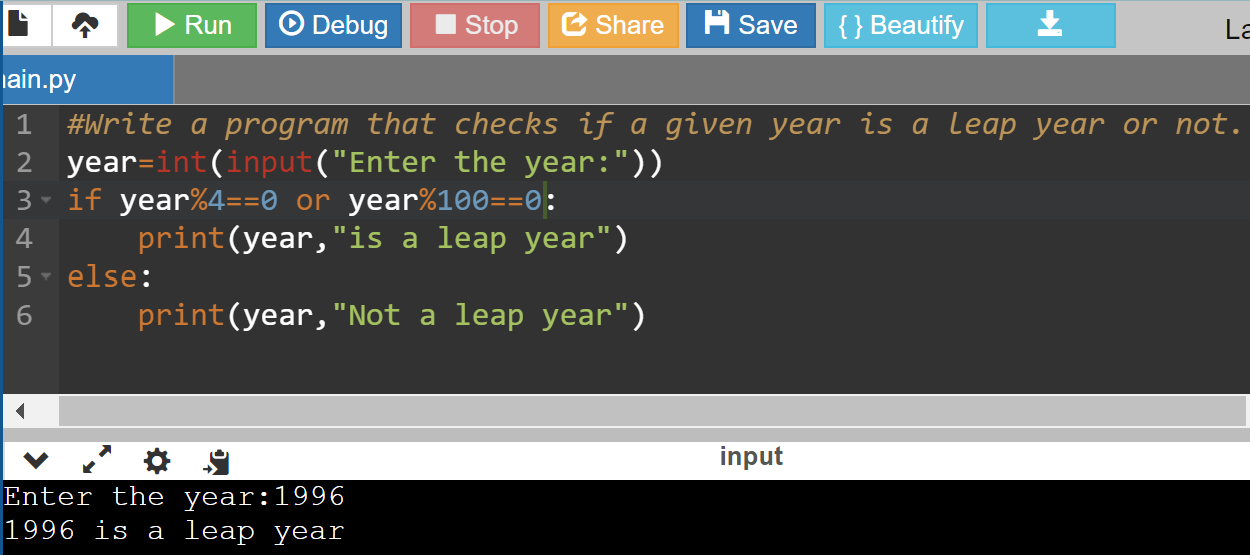 Run Debug Stop Share Save { } Beautify La
ain.py
1 #Write a program that checks if a given year is a leap year or not.
2 year=int(input("Enter the year:"))
3 if year%4==0 or year%100==0:
4     print(year,"is a leap year")
5 else:
6     print(year,"Not a leap year")
input
Enter the year:1996
1996 is a leap year